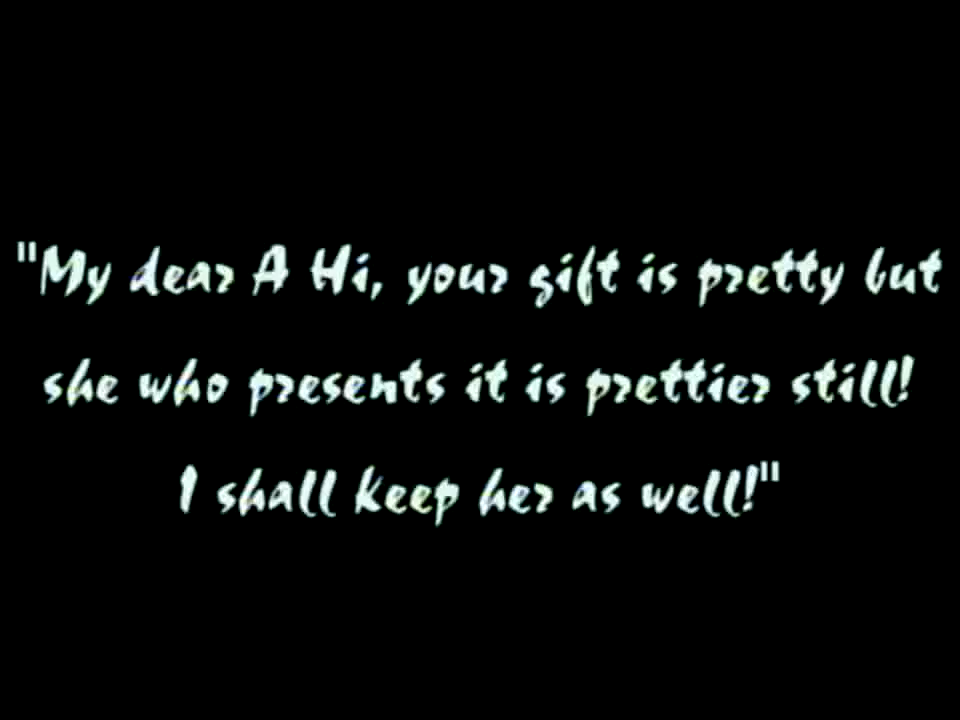 "My dear A Hi, your gift is pretty but
she who presents it is prettier still!
I shall keep her as well!"